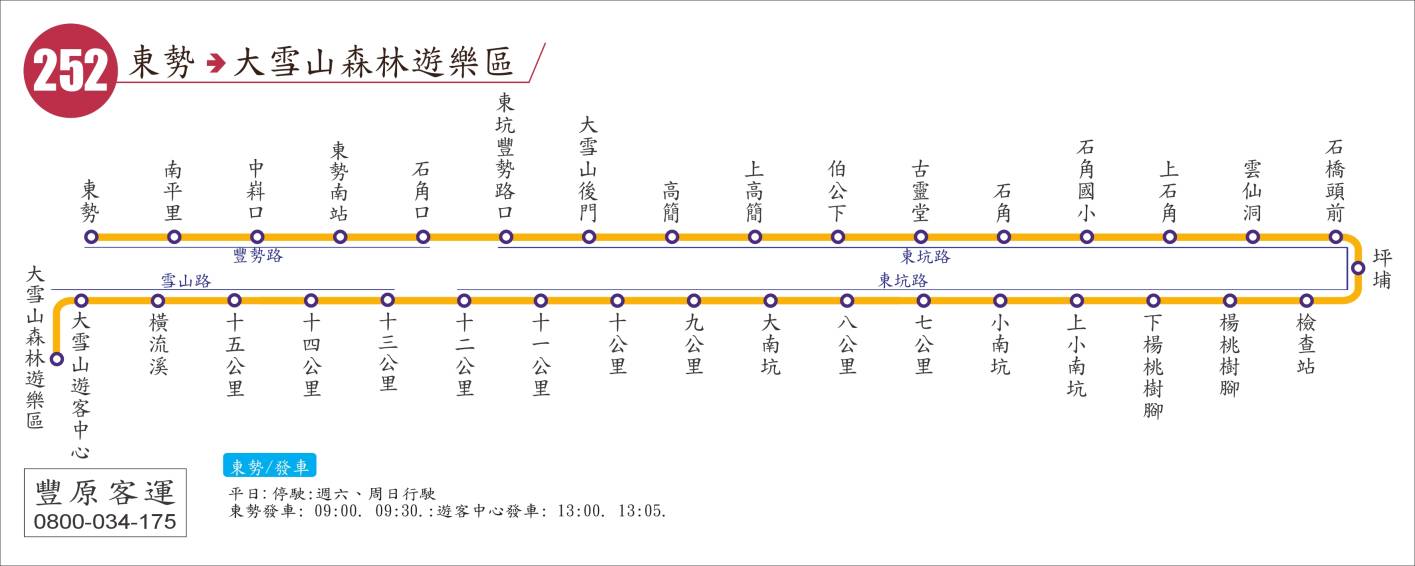 252
東勢➔大雪山森林遊樂區
東勢
南平里
中嵙口
東勢南站
石角口
東坑豐勢路口
大雪山後門
高簡
上高簡
伯公下
古靈堂
石角
石角國小
上石角
雲仙洞
石橋頭前
豐勢路
東坑路
坪埔
雪山路
東坑路
大雪山森林遊樂區
大雪山遊客中心
橫流溪
十五公里
十四公里
十三公里
十二公里
十一公里
十公里
九公里
大南坑
八公里
七公里
小南坑
上小南坑
下楊桃樹腳
楊桃樹腳
檢查站
豐原客運
0800-034-175
東勢/發車
平日:停駛:週六、周日行駛
東勢發車: 09:00. 09:30.:遊客中心發車: 13:00. 13:05.